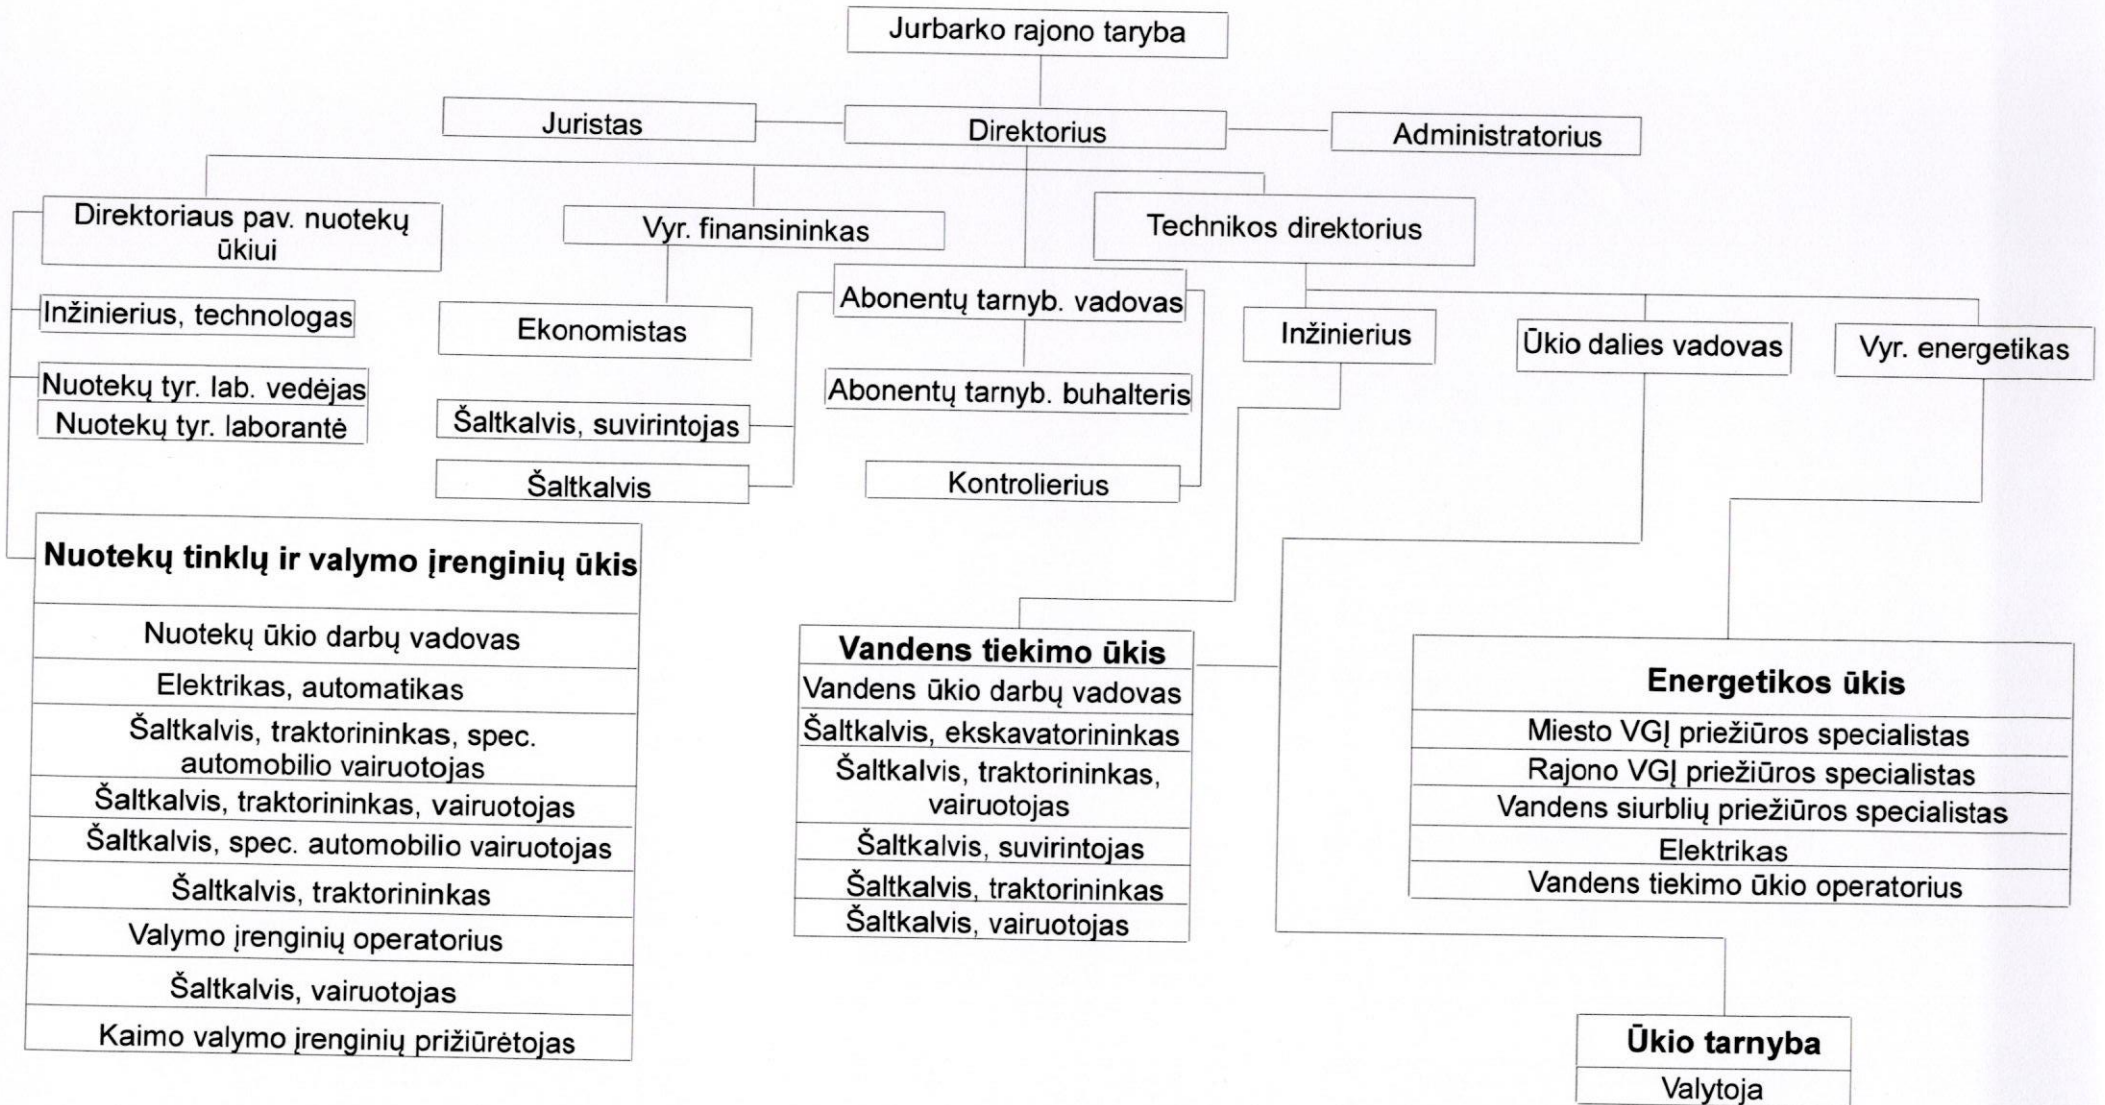 Jurbarko rajono taryba
Juristas
Direktorius
Administratorius
Direktoriaus pav. nuotekų
ūkiui
Vyr. finansininkas
Technikos direktorius
Inžinierius, technologas
Ekonomistas
Abonentų tarnyb. vadovas
Inžinierius
Ūkio dalies vadovas
Vyr. energetikas
Nuotekų tyr. lab. vedėjas
Nuotekų tyr. laborantė
Abonentų tarnyb. buhalteris
Šaltkalvis, suvirintojas
Šaltkalvis
Kontrolierius
Nuotekų tinklų ir valymo įrenginių ūkis
Nuotekų ūkio darbų vadovas
Elektrikas, automatikas
Šaltkalvis, traktorininkas, spec.
automobilio vairuotojas
Šaltkalvis, traktorininkas, vairuotojas
Šaltkalvis, spec. automobilio vairuotojas
Šaltkalvis, traktorininkas
Valymo įrenginių operatorius
Šaltkalvis, vairuotojas
Kaimo valymo įrenginių prižiūrėtojas
Vandens tiekimo ūkis
Vandens ūkio darbų vadovas
Šaltkalvis, ekskavatorininkas
Šaltkalvis, traktorininkas,
vairuotojas
Šaltkalvis, suvirintojas
Šaltkalvis, traktorininkas
Šaltkalvis, vairuotojas
Energetikos ūkis
Miesto VGĮ priežiūros specialistas
Rajono VGĮ priežiūros specialistas
Vandens siurblių priežiūros specialistas
Elektrikas
Vandens tiekimo ūkio operatorius
Ūkio tarnyba
Valytoja